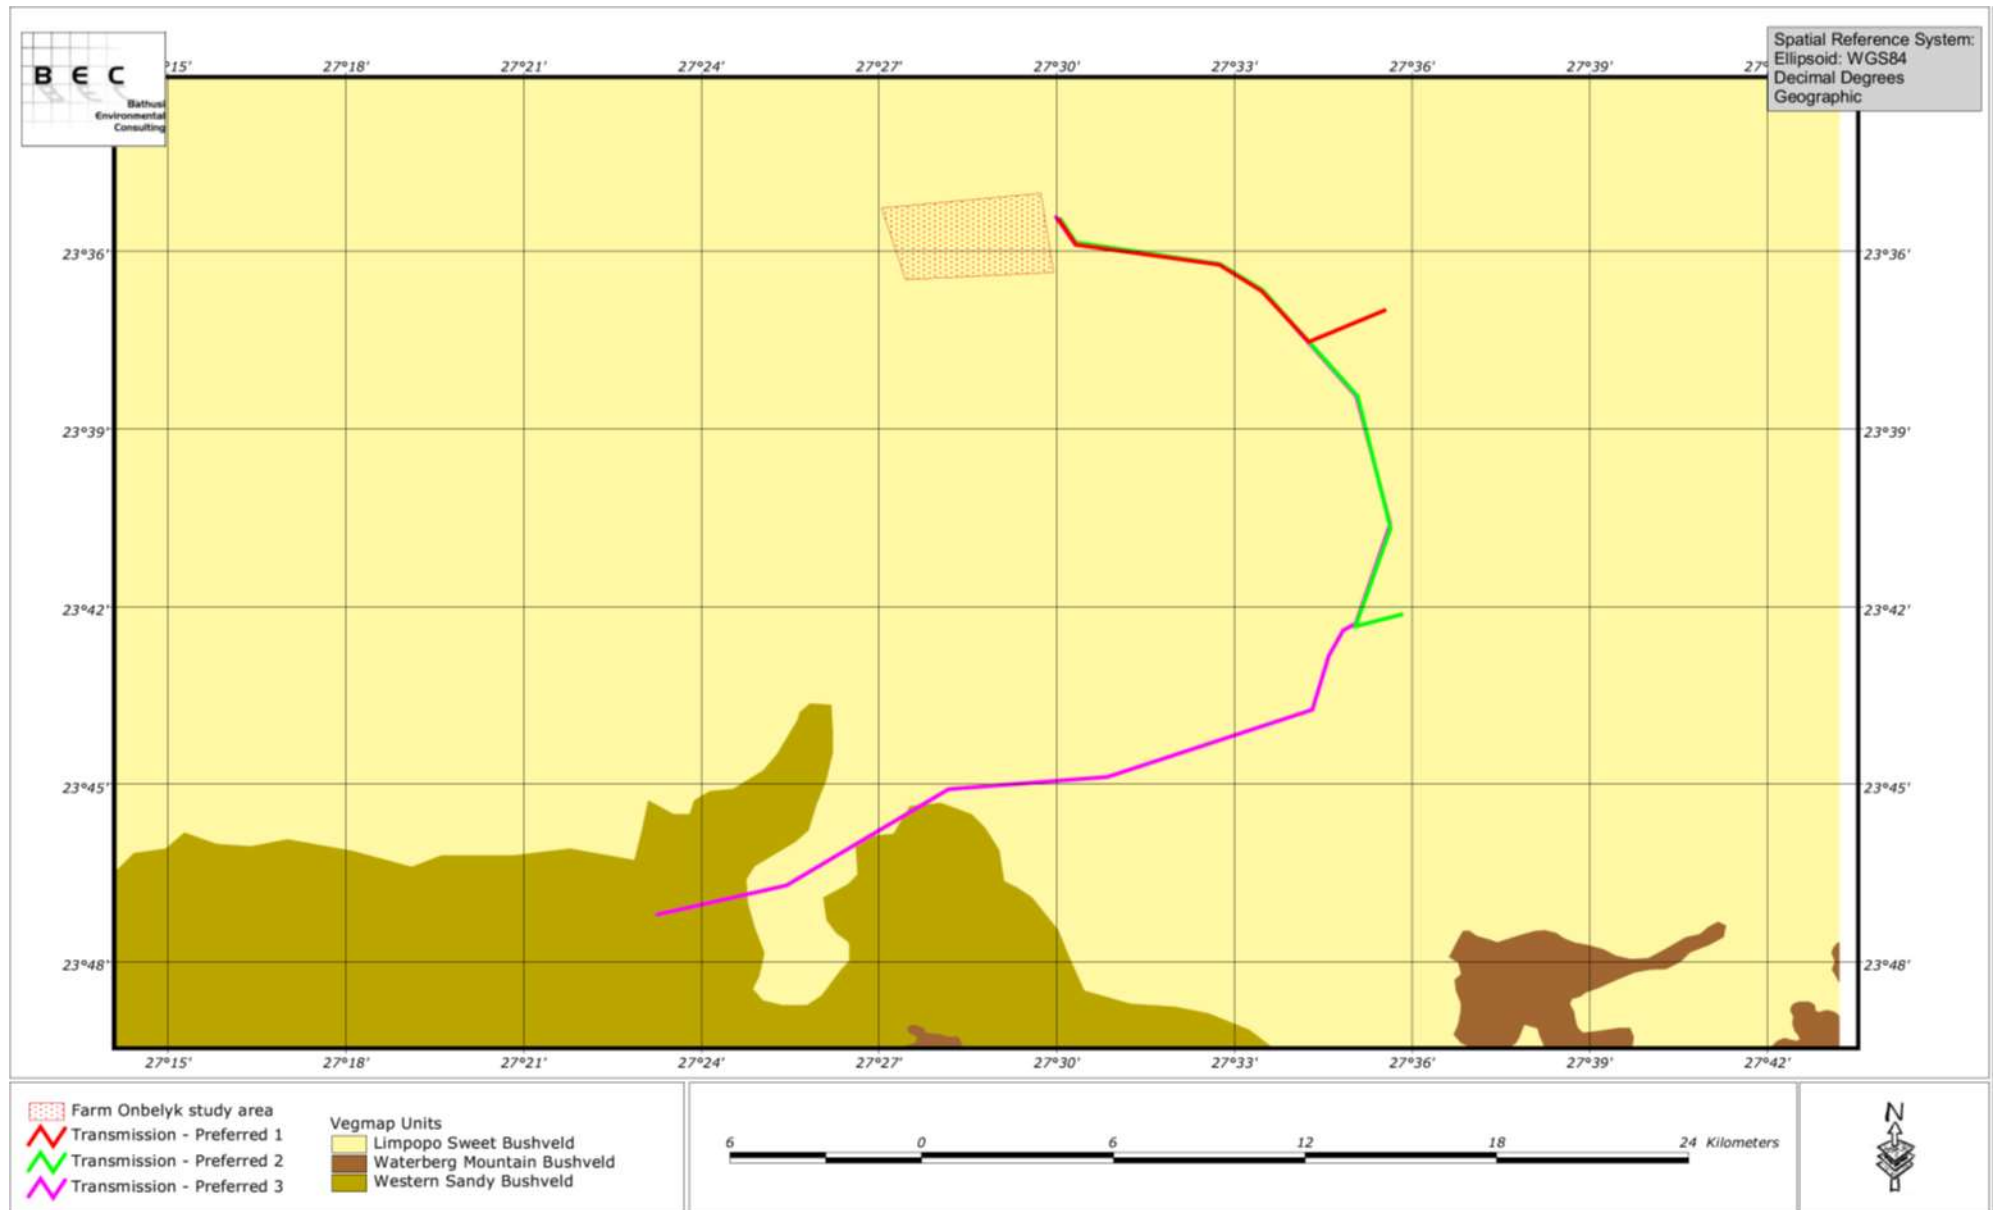 B E C
Bathusi
Environmental
Consulting
Spatial Reference System:
Ellipsoid: WGS84
Decimal Degrees
Geographic
15' 27°18' 27°21' 27°24' 27°27' 27°30' 27°33' 27°36' 27°39' 27°
23°36' 23°36'
23°39' 23°39'
23°42' 23°42'
23°45' 23°45'
23°48' 23°48'
27°15' 27°18' 27°21' 27°24' 27°27' 27°30' 27°33' 27°36' 27°39' 27°42'
Farm Onbelyk study area
Transmission - Preferred 1
Transmission - Preferred 2
Transmission - Preferred 3
Vegmap Units
Limpopo Sweet Bushveld
Waterberg Mountain Bushveld
Western Sandy Bushveld
6 0 6 12 18 24 Kilometers
N